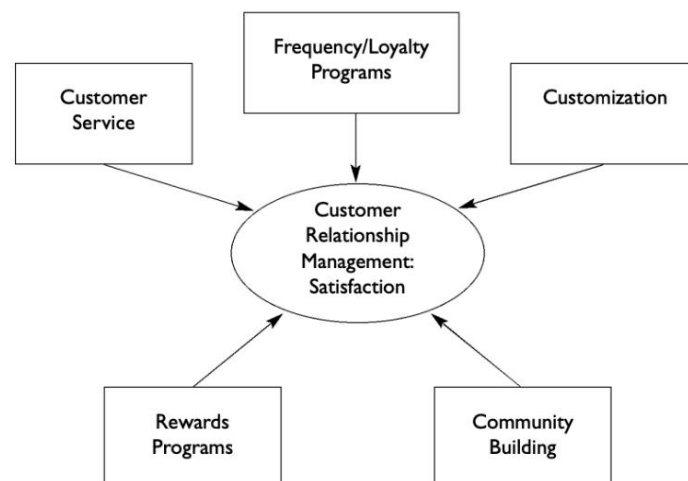 Frequency/Loyalty
Programs
Customer
Service
Customization
Customer
Relationship
Management:
Satisfaction
Rewards
Programs
Community
Building